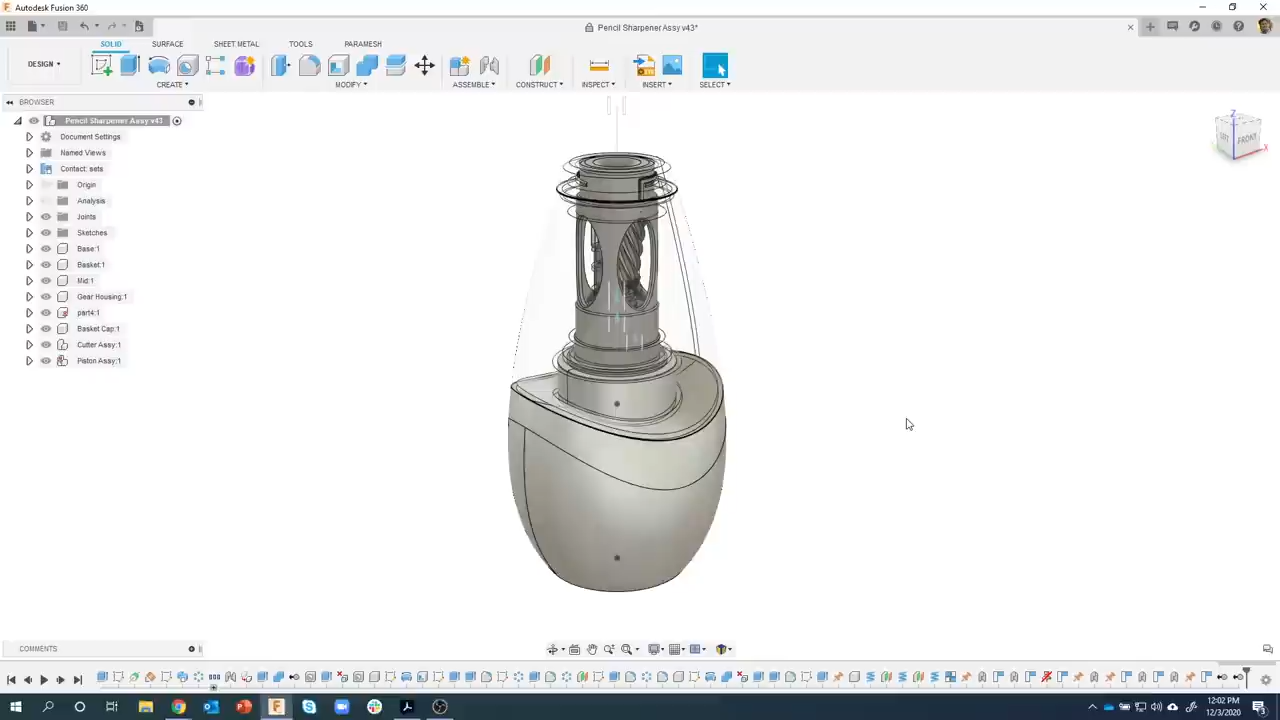 Autodesk Fusion 360
Pencil Sharpener Assy v43*
SOLID SURFACE SHEET METAL TOOLS PARAMESH
DESIGN
CREATE MODIFY ASSEMBLE CONSTRUCT INSPECT INSERT SELECT
BROWSER
Pencil Sharpener Assy v43
Document Settings
Named Views
Contact: sets
Origin
Analysis
Joints
Sketches
Base:1
Basket:1
Mid:1
Gear Housing:1
part4:1
Basket Cap:1
Cutter Assy:1
Piston Assy:1
Z
FRONT
X
COMMENTS
12:02 PM
12/3/2020